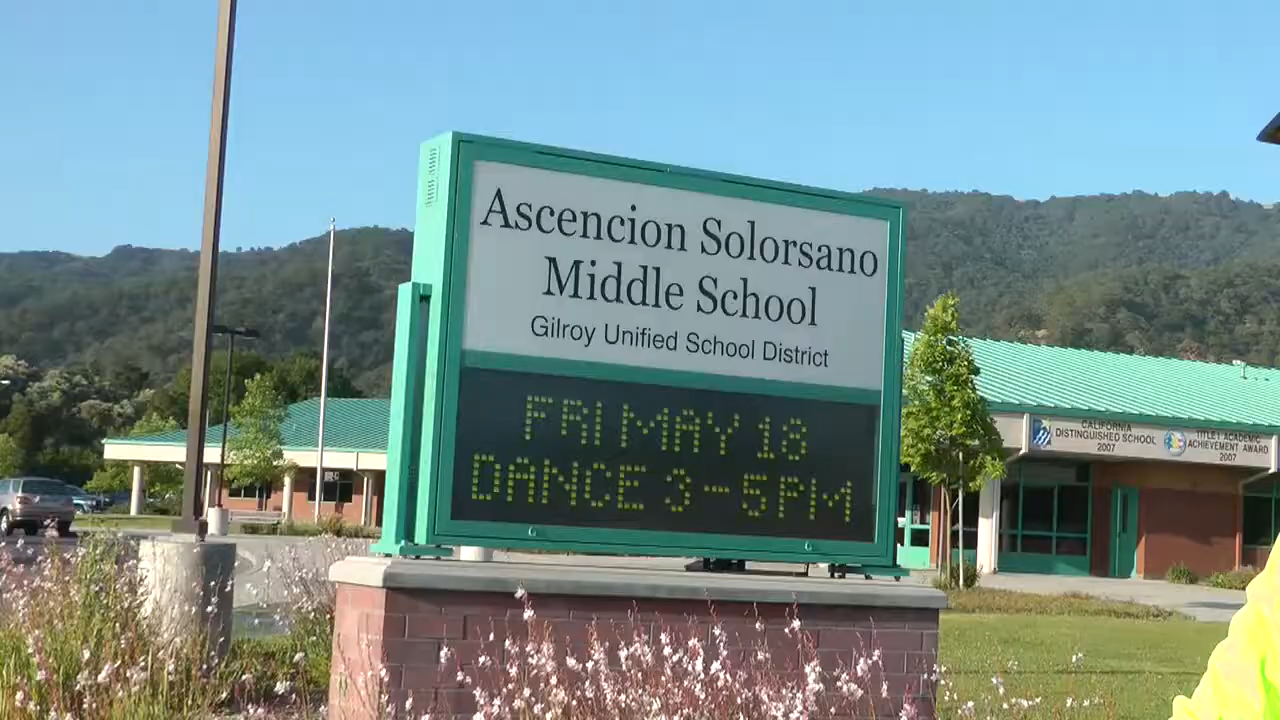 Ascencion Solorsano
Middle School
Gilroy Unified School District
FRI MAY 18
DANCE 3-5PM
CALIFORNIA
DISTINGUISHED SCHOOL
2007
TITLE I ACADEMIC
ACHIEVEMENT AWARD
2007